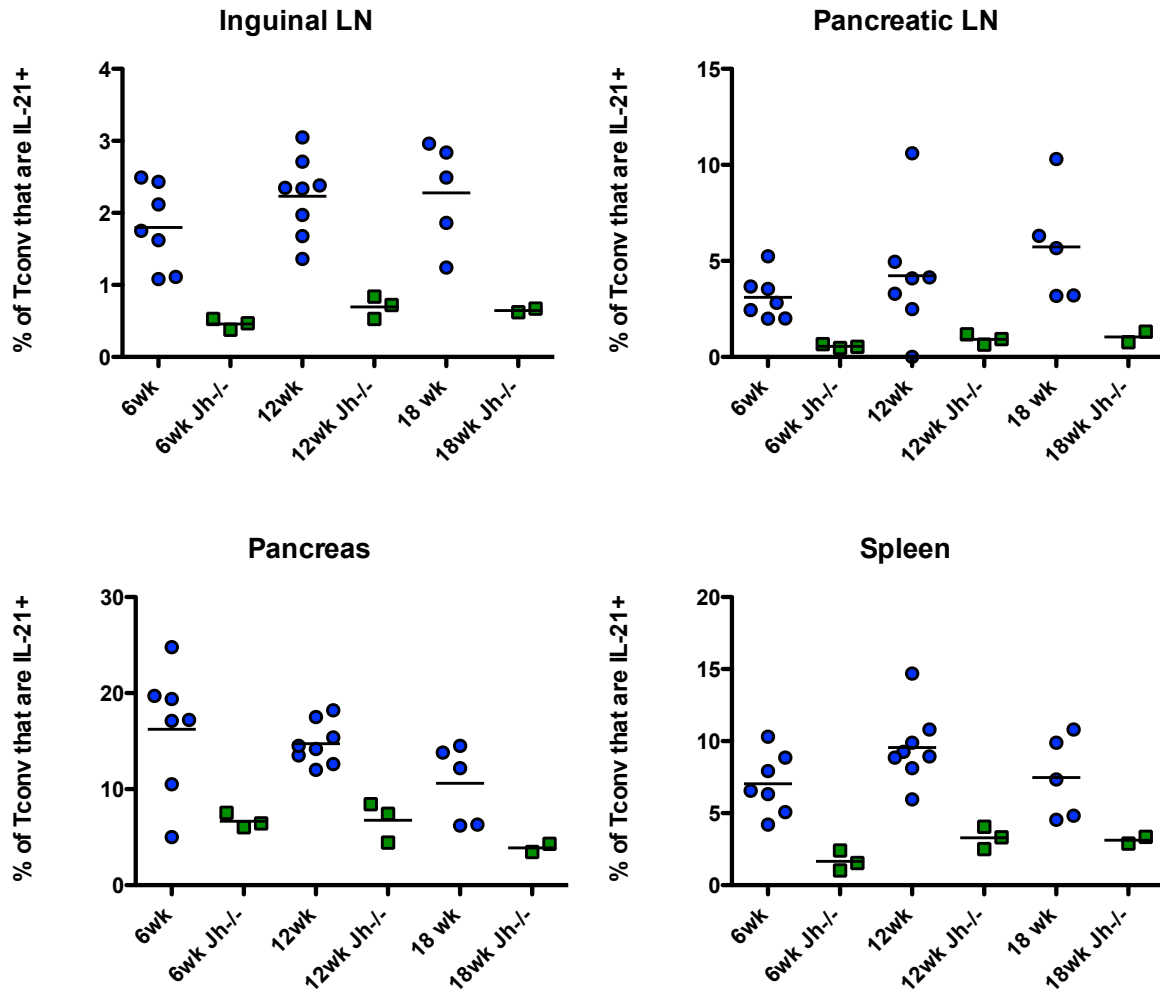 Inguinal LN
% of Tconv that are IL-21+
4
3
2
1
0
6wk
6wk Jh-/-
12wk
12wk Jh-/-
18 wk
18wk Jh-/-
Pancreatic LN
% of Tconv that are IL-21+
15
10
5
0
6wk
6wk Jh-/-
12wk
12wk Jh-/-
18 wk
18wk Jh-/-
Pancreas
% of Tconv that are IL-21+
30
20
10
0
6wk
6wk Jh-/-
12wk
12wk Jh-/-
18 wk
18wk Jh-/-
Spleen
% of Tconv that are IL-21+
20
15
10
5
0
6wk
6wk Jh-/-
12wk
12wk Jh-/-
18 wk
18wk Jh-/-